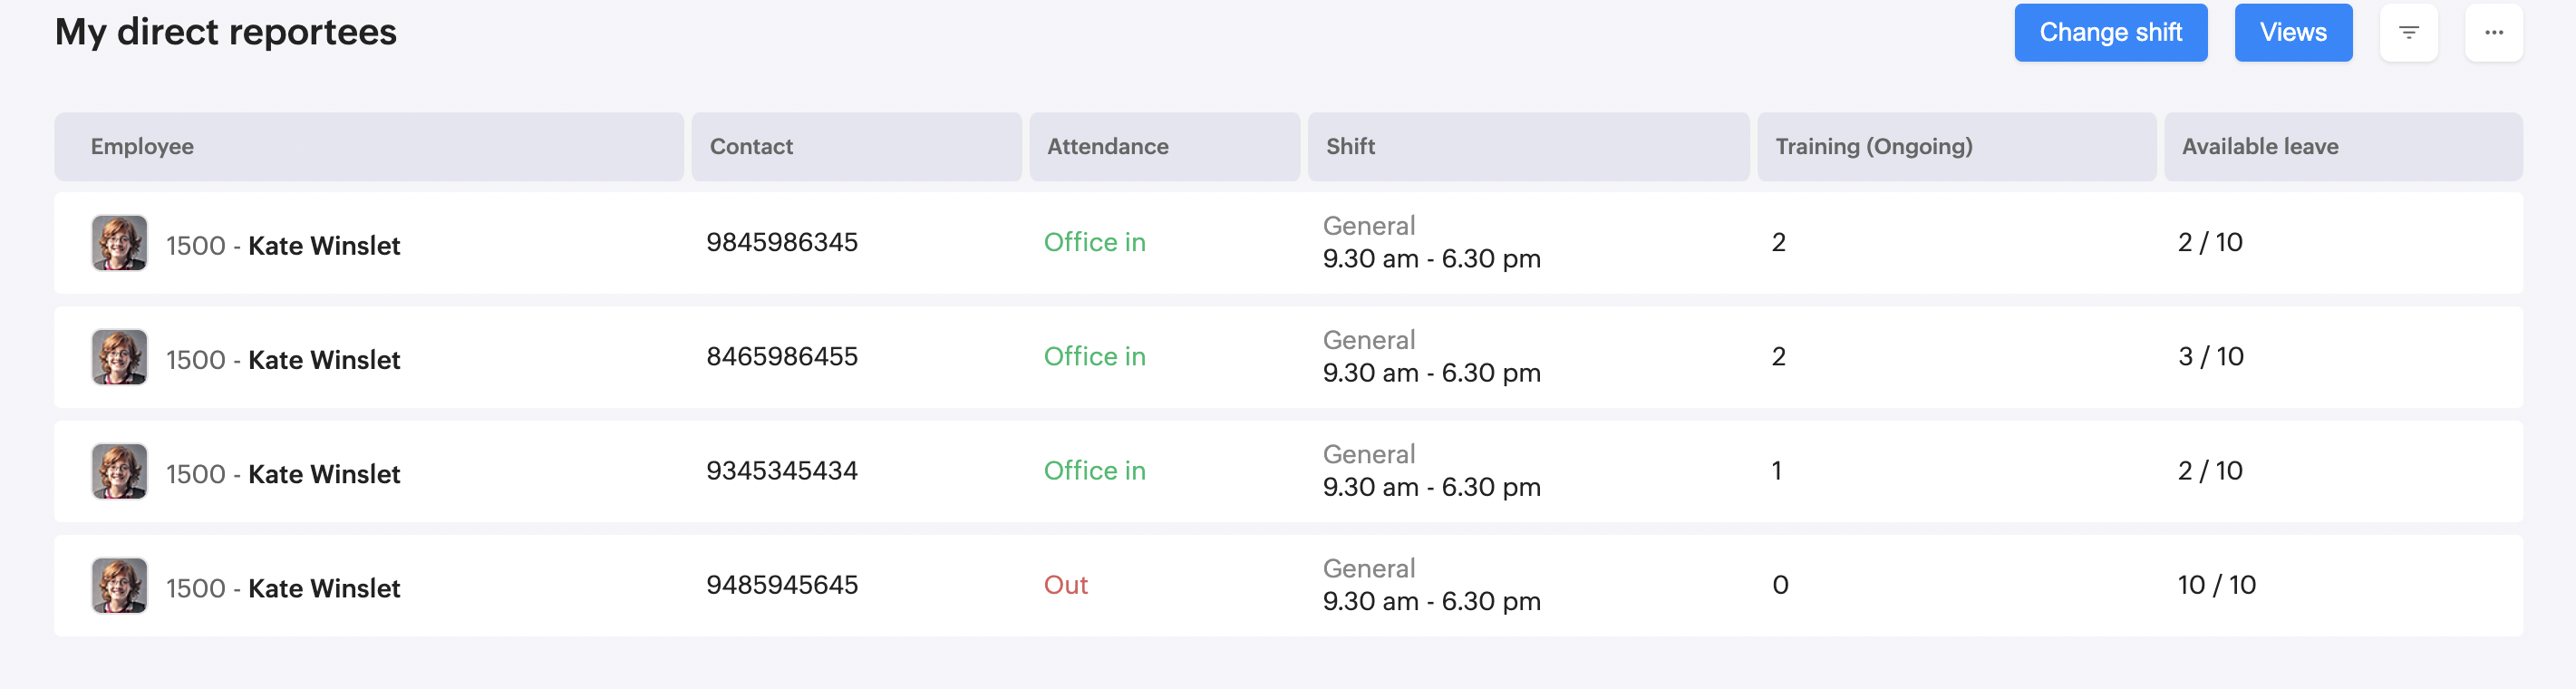 My direct reportees
Change shift
Views
Employee
Contact
Attendance
Shift
Training (Ongoing)
Available leave
1500 - Kate Winslet
9845986345
Office in
General
9.30 am - 6.30 pm
2
2 / 10
1500 - Kate Winslet
8465986455
Office in
General
9.30 am - 6.30 pm
2
3 / 10
1500 - Kate Winslet
9345345434
Office in
General
9.30 am - 6.30 pm
1
2 / 10
1500 - Kate Winslet
9485945645
Out
General
9.30 am - 6.30 pm
0
10 / 10